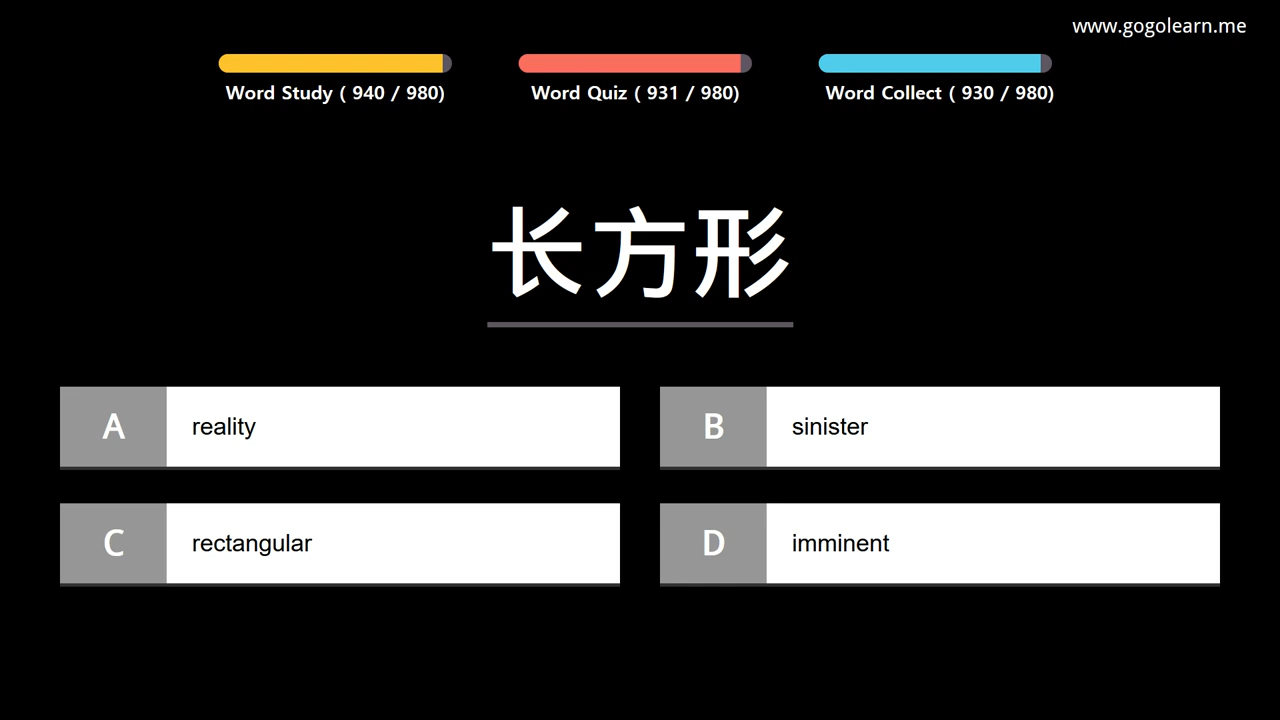 www.gogolearn.me
Word Study ( 940 / 980)
Word Quiz ( 931 / 980)
Word Collect ( 930 / 980)
长方形
A reality
B sinister
C rectangular
D imminent